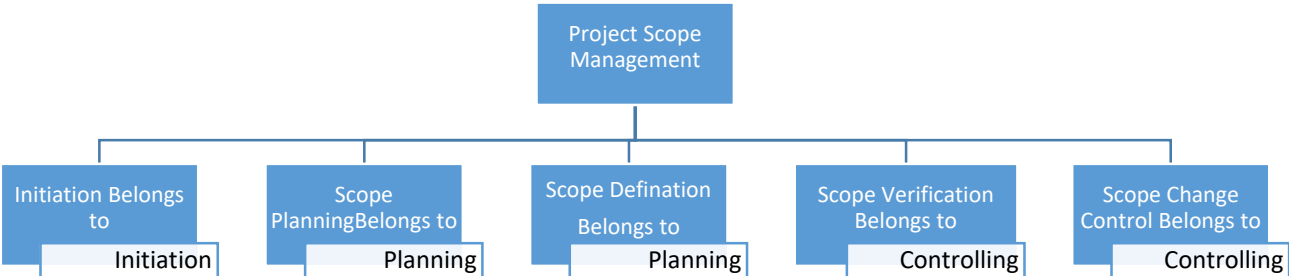 Project Scope
Management
Initiation Belongs
to
Initiation
Scope
PlanningBelongs to
Planning
Scope Defination
Belongs to
Planning
Scope Verification
Belongs to
Controlling
Scope Change
Control Belongs to
Controlling